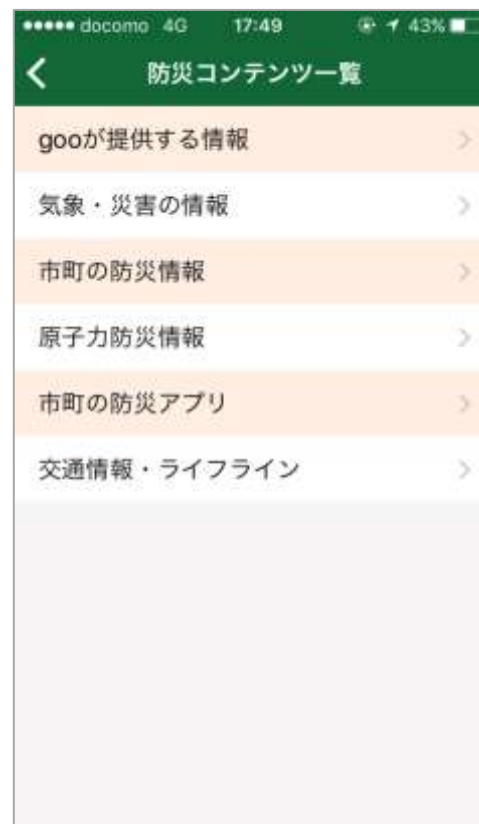 docomo 4G 17:49 43%
防災コンテンツ一覧
gooが提供する情報
気象・災害の情報
市町の防災情報
原子力防災情報
市町の防災アプリ
交通情報・ライフライン